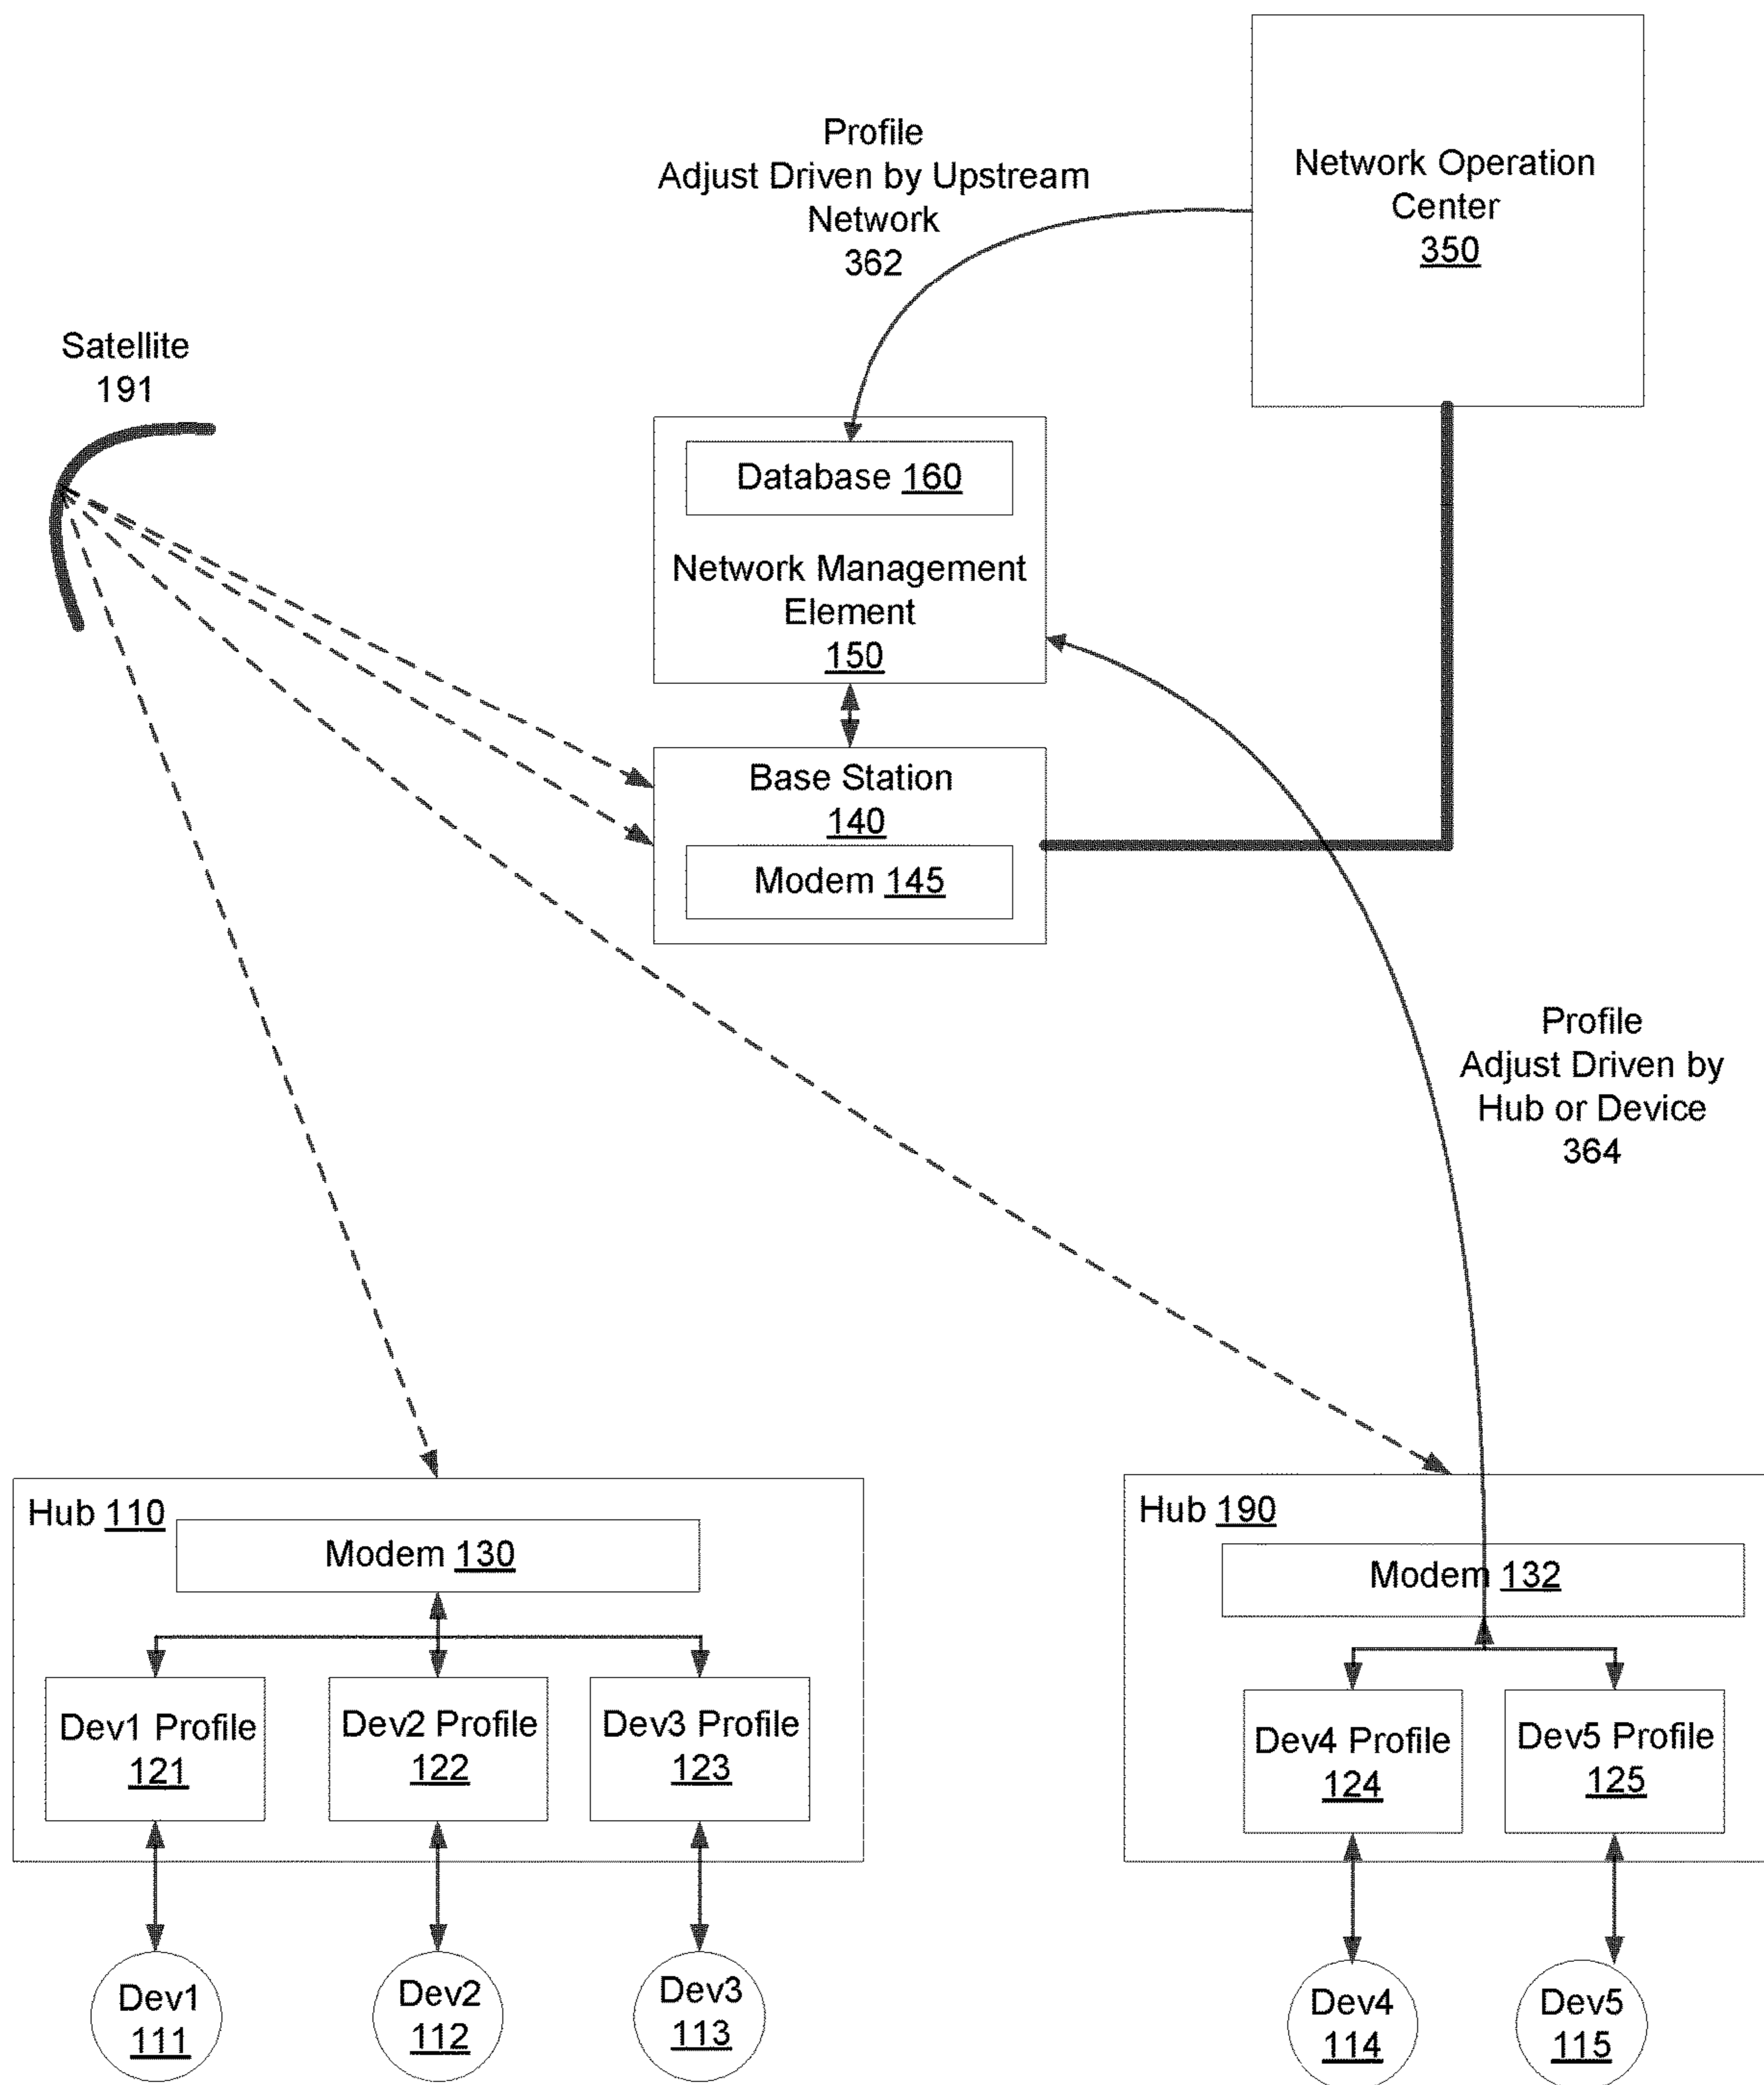 Network Operation
Center
350
Profile
Adjust Driven by Upstream
Network
362
Satellite
191
Database 160
Network Management
Element
150
Base Station
140
Modem 145
Profile
Adjust Driven by
Hub or Device
364
Hub 110
Modem 130
Dev1 Profile
121
Dev2 Profile
122
Dev3 Profile
123
Hub 190
Modem 132
Dev4 Profile
124
Dev5 Profile
125
Dev1
111
Dev2
112
Dev3
113
Dev4
114
Dev5
115